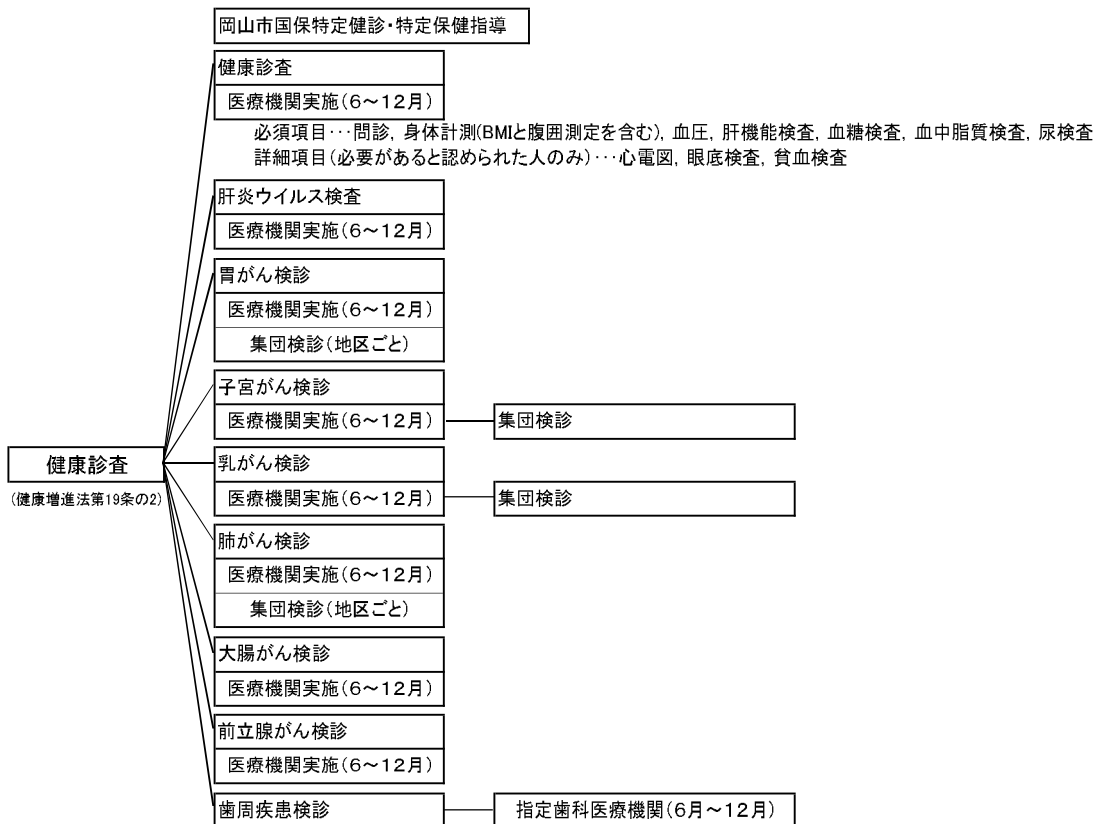 岡山市国保特定健診・特定保健指導
健康診査
医療機関実施(6～12月)
必須項目･･･問診, 身体計測(BMIと腹囲測定を含む), 血圧, 肝機能検査, 血糖検査, 血中脂質検査, 尿検査
詳細項目(必要があると認められた人のみ)･･･心電図, 眼底検査, 貧血検査
肝炎ウイルス検査
医療機関実施(6～12月)
胃がん検診
医療機関実施(6～12月)
集団検診(地区ごと)
子宮がん検診
医療機関実施(6～12月) 集団検診
健康診査
(健康増進法第19条の2)
乳がん検診
医療機関実施(6～12月) 集団検診
肺がん検診
医療機関実施(6～12月)
集団検診(地区ごと)
大腸がん検診
医療機関実施(6～12月)
前立腺がん検診
医療機関実施(6～12月)
歯周疾患検診 指定歯科医療機関(6月～12月)